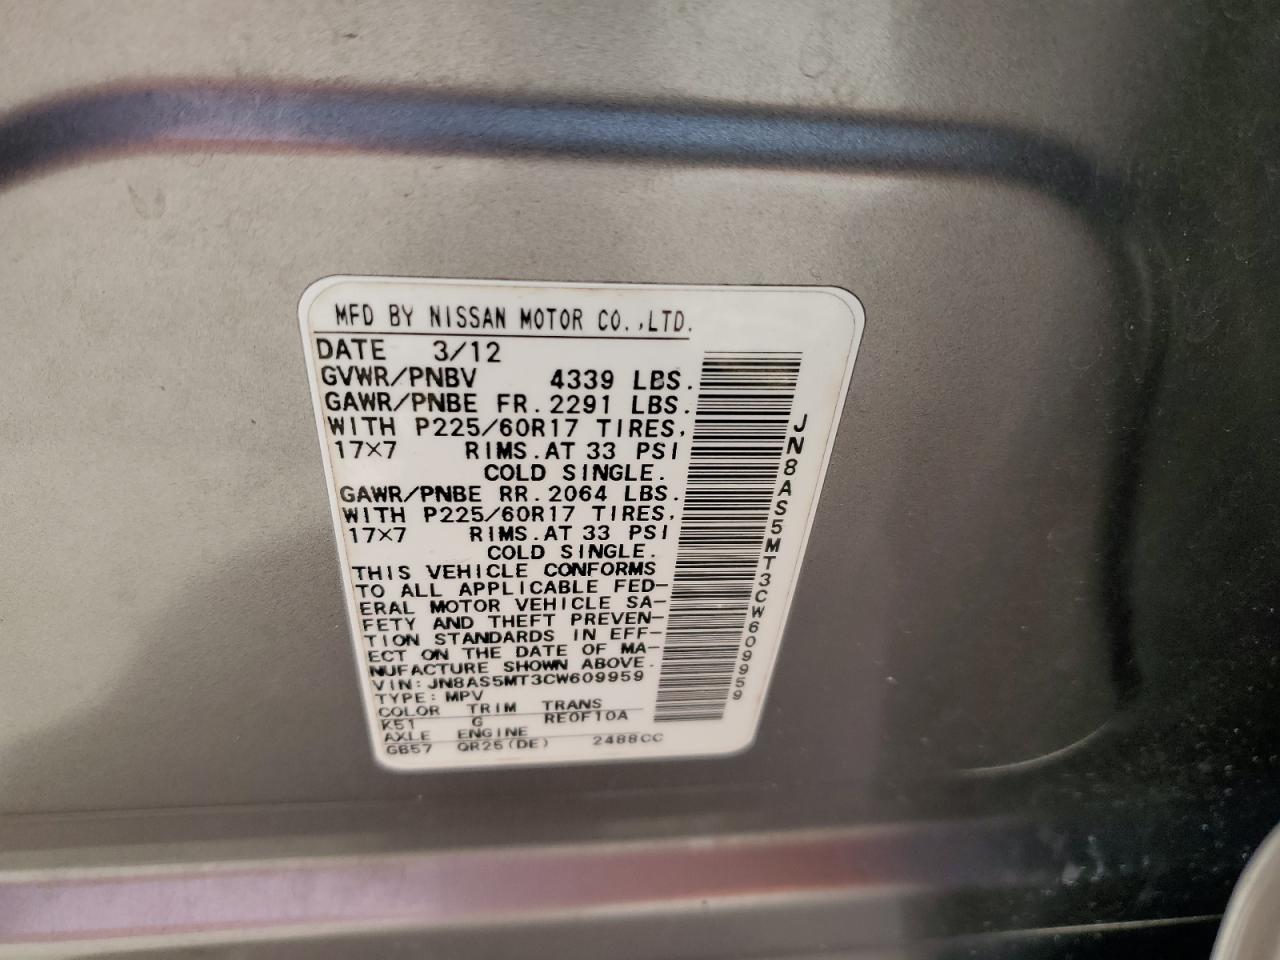 MFD BY NISSAN MOTOR CO.,LTD.
DATE 3/12
GVWR/PNBV 4339 LBS.
GAWR/PNBE FR. 2291 LBS.
WITH P225/60R17 TIRES,
17×7 RIMS.AT 33 PSI
COLD SINGLE.
GAWR/PNBE RR. 2064 LBS.
WITH P225/60R17 TIRES,
17×7 RIMS.AT 33 PSI
COLD SINGLE.
THIS VEHICLE CONFORMS
TO ALL APPLICABLE FED-
ERAL MOTOR VEHICLE SA-
FETY AND THEFT PREVEN-
TION STANDARDS IN EFF-
ECT ON THE DATE OF MA-
NUFACTURE SHOWN ABOVE.
VIN: JN8AS5MT3CW609959
TYPE: MPV
COLOR TRIM TRANS
K51 G RE0F10A
AXLE ENGINE
GB57 QR25(DE) 2488CC
JN8AS5MT3CW609959